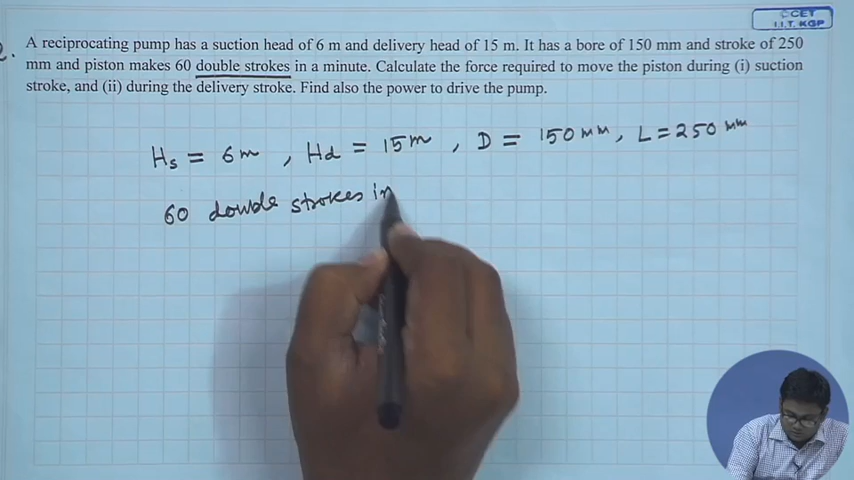 © CET
I.I.T. KGP
2. A reciprocating pump has a suction head of 6 m and delivery head of 15 m. It has a bore of 150 mm and stroke of 250
mm and piston makes 60 double strokes in a minute. Calculate the force required to move the piston during (i) suction
stroke, and (ii) during the delivery stroke. Find also the power to drive the pump.
Hs = 6m , Hd = 15m , D = 150mm, L = 250 mm
60 double strokes in